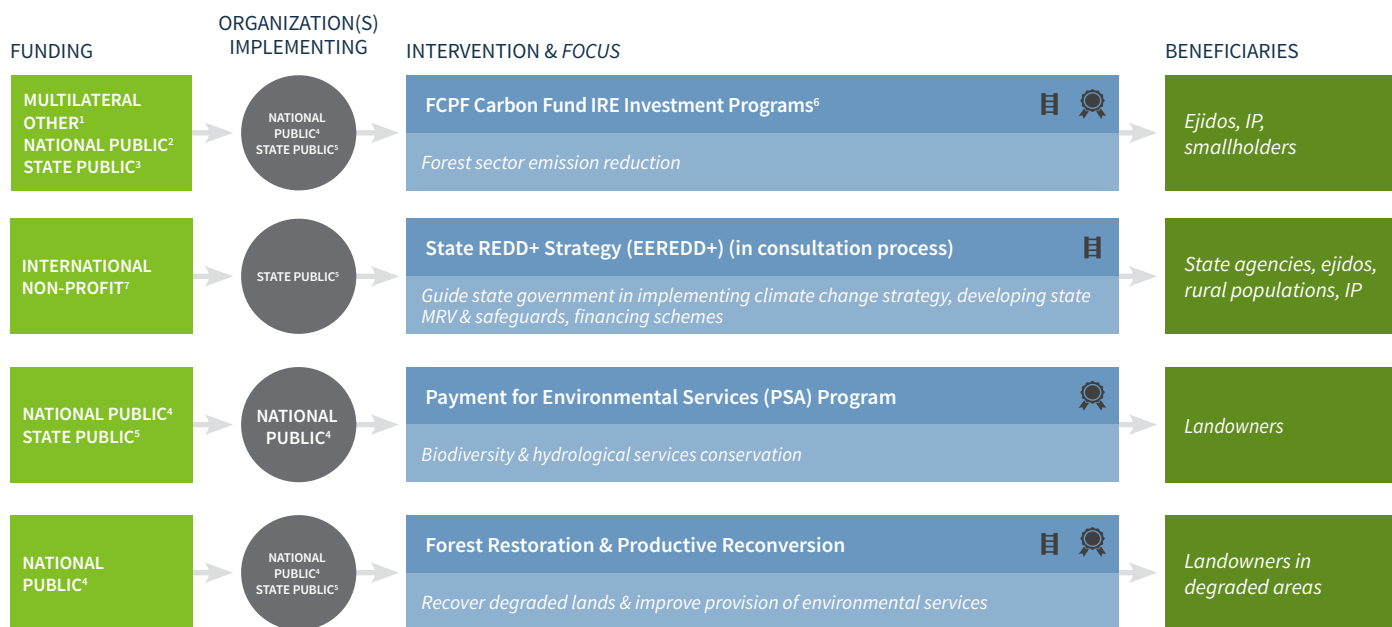 FUNDING
ORGANIZATION(S)
IMPLEMENTING
INTERVENTION & FOCUS
BENEFICIARIES
MULTILATERAL
OTHER¹
NATIONAL PUBLIC²
STATE PUBLIC³
NATIONAL
PUBLIC⁴
STATE PUBLIC⁵
FCPF Carbon Fund IRE Investment Programs⁶
Forest sector emission reduction
Ejidos, IP,
smallholders
INTERNATIONAL
NON-PROFIT⁷
STATE PUBLIC⁵
State REDD+ Strategy (EEREDD+) (in consultation process)
Guide state government in implementing climate change strategy, developing state
MRV & safeguards, financing schemes
State agencies, ejidos,
rural populations, IP
NATIONAL PUBLIC⁴
STATE PUBLIC⁵
NATIONAL
PUBLIC⁴
Payment for Environmental Services (PSA) Program
Biodiversity & hydrological services conservation
Landowners
NATIONAL
PUBLIC⁴
NATIONAL
PUBLIC⁴
STATE PUBLIC⁵
Forest Restoration & Productive Reconversion
Recover degraded lands & improve provision of environmental services
Landowners in
degraded areas